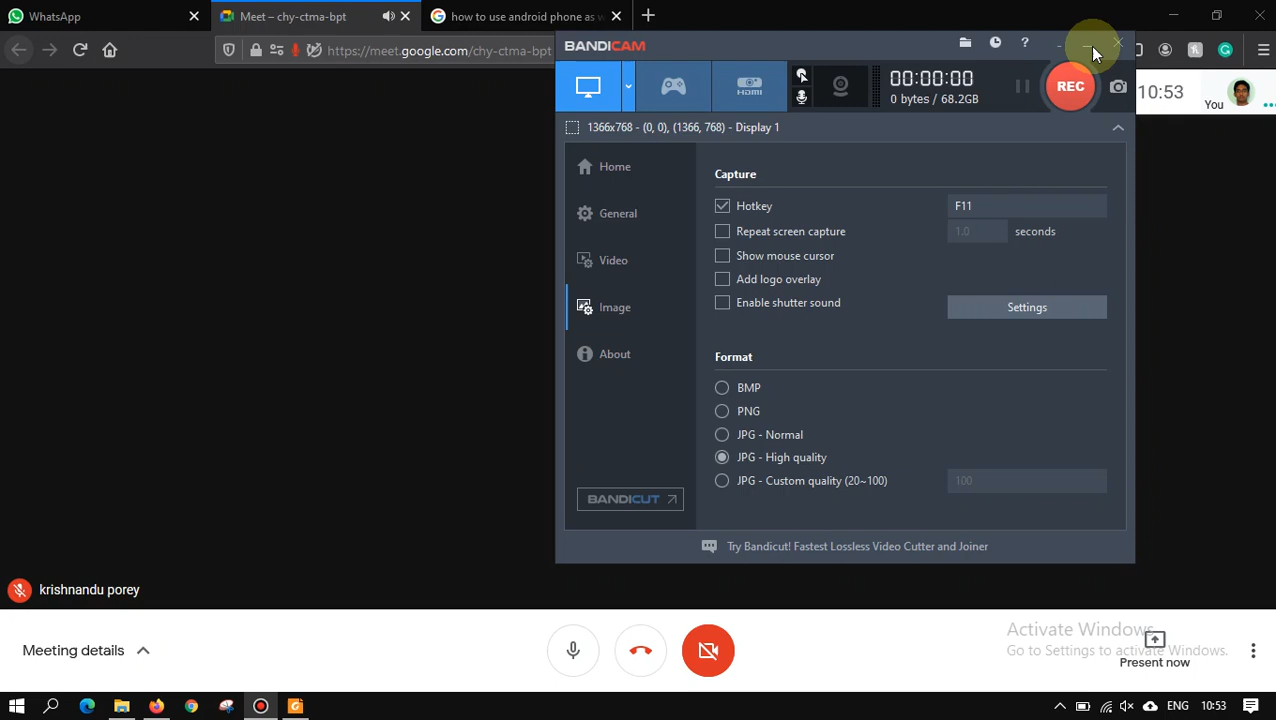 WhatsApp
Meet – chy-ctma-bpt
how to use android phone as w
https://meet.google.com/chy-ctma-bpt
BANDICAM
?
HDMI
00:00:00
0 bytes / 68.2GB
REC
10:53
You
1366x768 - (0, 0), (1366, 768) - Display 1
Home
General
Video
Image
About
BANDICUT
Capture
Hotkey
F11
Repeat screen capture
1.0
seconds
Show mouse cursor
Add logo overlay
Enable shutter sound
Settings
Format
BMP
PNG
JPG - Normal
JPG - High quality
JPG - Custom quality (20~100)
100
Try Bandicut! Fastest Lossless Video Cutter and Joiner
krishnandu porey
Meeting details
Activate Windows
Go to Settings to activate Windows.
Present now
ENG
10:53